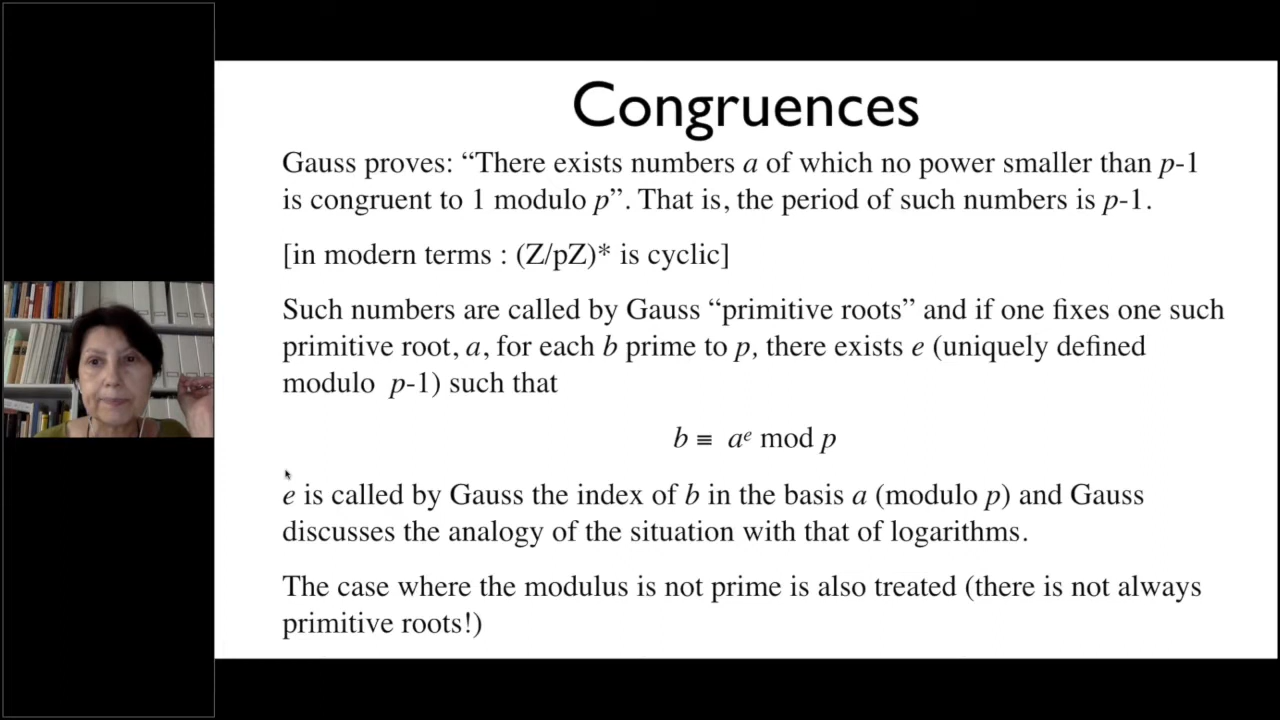 Congruences
Gauss proves: “There exists numbers a of which no power smaller than p-1
is congruent to 1 modulo p”. That is, the period of such numbers is p-1.
[in modern terms : (Z/pZ)* is cyclic]
Such numbers are called by Gauss “primitive roots” and if one fixes one such
primitive root, a, for each b prime to p, there exists e (uniquely defined
modulo p-1) such that
b ≡ aᵉ mod p
e is called by Gauss the index of b in the basis a (modulo p) and Gauss
discusses the analogy of the situation with that of logarithms.
The case where the modulus is not prime is also treated (there is not always
primitive roots!)